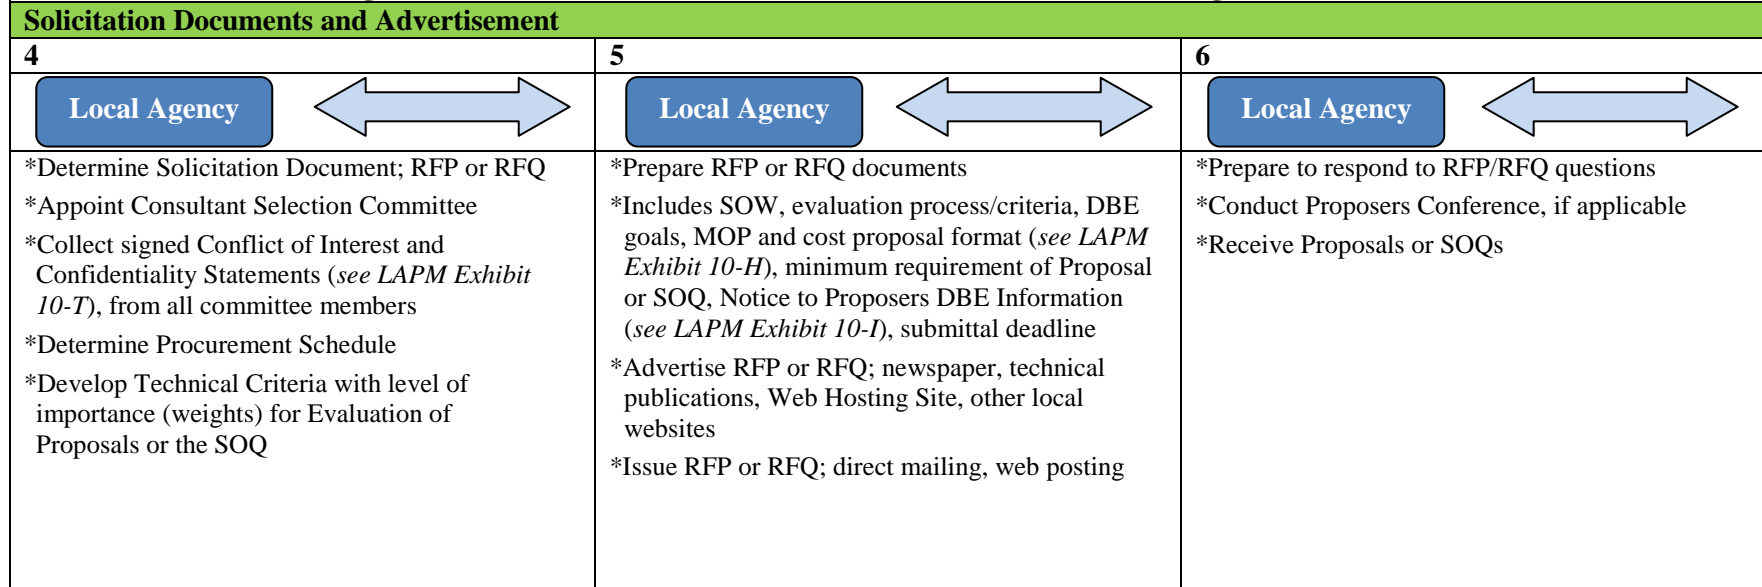 Solicitation Documents and Advertisement
4
5
6
Local Agency
Local Agency
Local Agency
*Determine Solicitation Document; RFP or RFQ
*Appoint Consultant Selection Committee
*Collect signed Conflict of Interest and
Confidentiality Statements (see LAPM Exhibit
10-T), from all committee members
*Determine Procurement Schedule
*Develop Technical Criteria with level of
importance (weights) for Evaluation of
Proposals or the SOQ
*Prepare RFP or RFQ documents
*Includes SOW, evaluation process/criteria, DBE
goals, MOP and cost proposal format (see LAPM
Exhibit 10-H), minimum requirement of Proposal
or SOQ, Notice to Proposers DBE Information
(see LAPM Exhibit 10-I), submittal deadline
*Advertise RFP or RFQ; newspaper, technical
publications, Web Hosting Site, other local
websites
*Issue RFP or RFQ; direct mailing, web posting
*Prepare to respond to RFP/RFQ questions
*Conduct Proposers Conference, if applicable
*Receive Proposals or SOQs